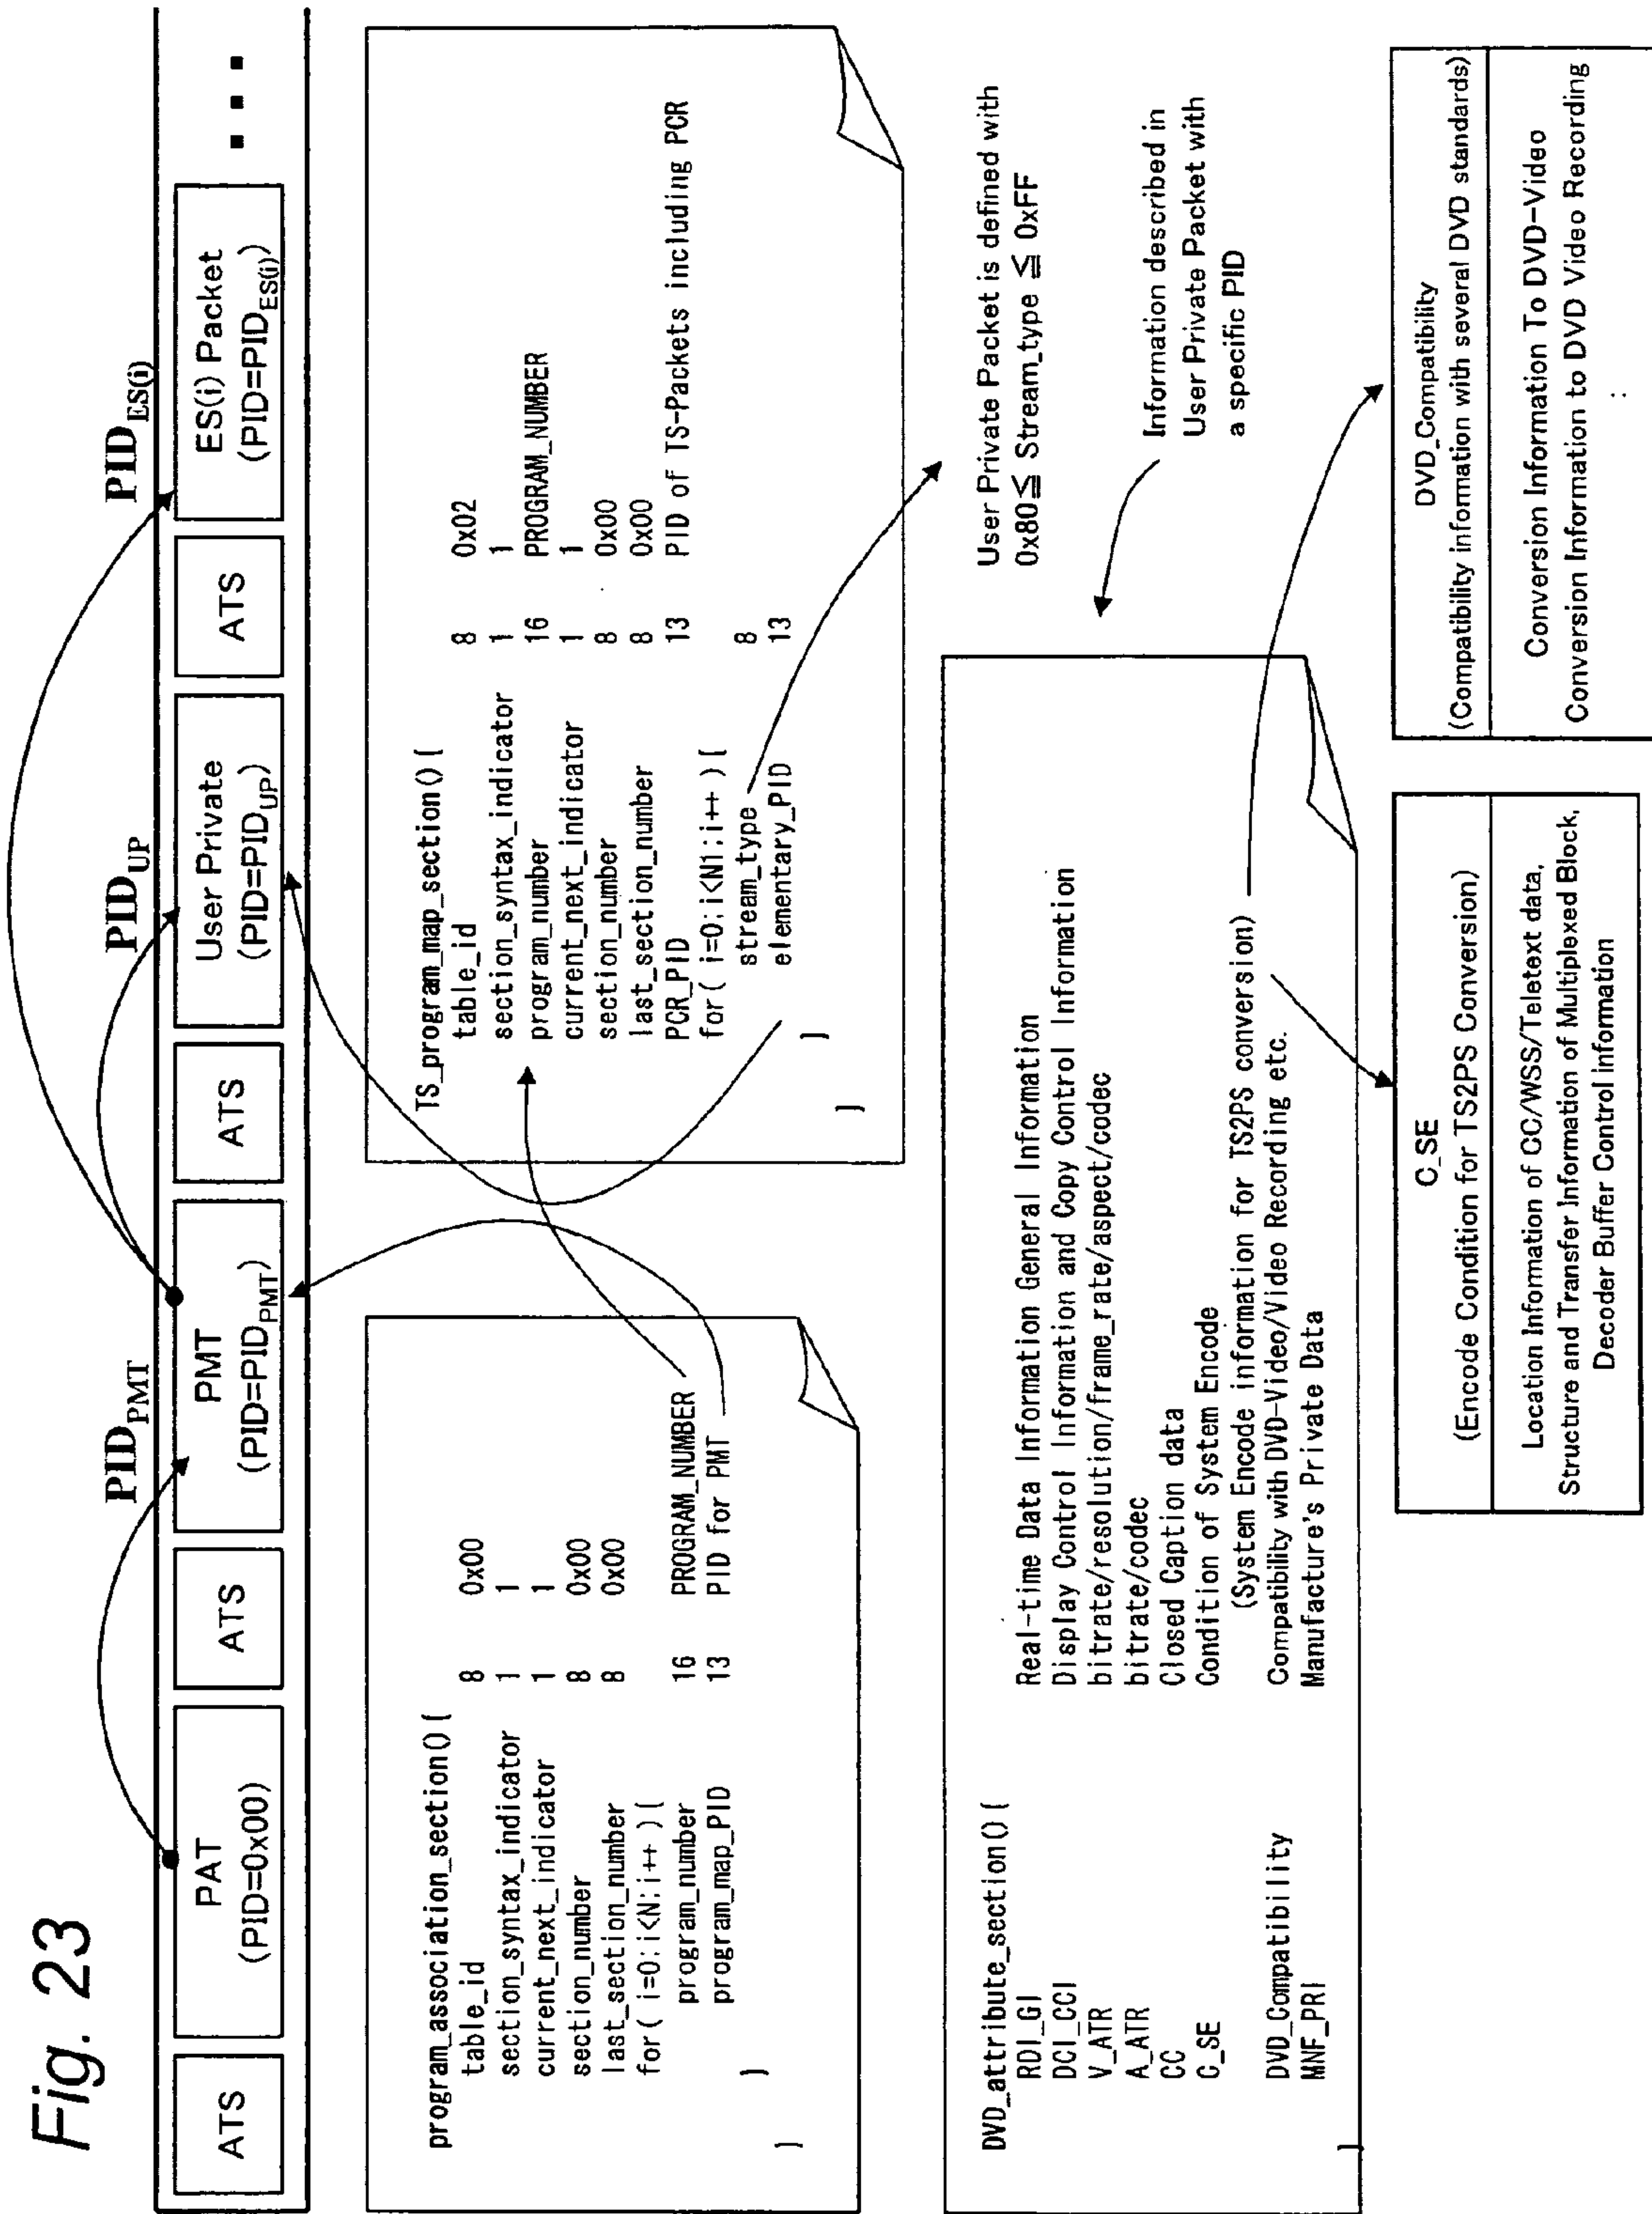 Fig. 23
PID_PMT
PID_UP
PID_ES(i)
ATS
PAT
(PID=0x00)
ATS
PMT
(PID=PID_PMT)
ATS
User Private
(PID=PID_UP)
ATS
ES(i) Packet
(PID=PID_ES(i))
program_association_section(){
table_id 8 0x00
section_syntax_indicator 1 1
current_next_indicator 1 1
section_number 8 0x00
last_section_number 8 0x00
for( i=0;i<N;i++ ){
program_number 16 PROGRAM_NUMBER
program_map_PID 13 PID for PMT
}
}
TS_program_map_section(){
table_id 8 0x02
section_syntax_indicator 1 1
program_number 16 PROGRAM_NUMBER
current_next_indicator 1 1
section_number 8 0x00
last_section_number 8 0x00
PCR_PID 13 PID of TS-Packets including PCR
for( i=0;i<N1;i++ ){
stream_type 8
elementary_PID 13
}
}
User Private Packet is defined with
0x80≦ Stream_type ≦ 0xFF
DVD_attribute_section(){
RDI_GI Real-time Data Information General Information
DCI_CCI Display Control Information and Copy Control Information
V_ATR bitrate/resolution/frame_rate/aspect/codec
A_ATR bitrate/codec
CC Closed Caption data
C_SE Condition of System Encode
(System Encode information for TS2PS conversion)
DVD_Compatibility Compatibility with DVD-Video/Video Recording etc.
MNF_PRI Manufacture's Private Data
}
Information described in
User Private Packet with
a specific PID
C_SE
(Encode Condition for TS2PS Conversion)
Location Information of CC/WSS/Teletext data,
Structure and Transfer Information of Multiplexed Block,
Decoder Buffer Control information
DVD_Compatibility
(Compatibility information with several DVD standards)
Conversion Information To DVD-Video
Conversion Information to DVD Video Recording
: